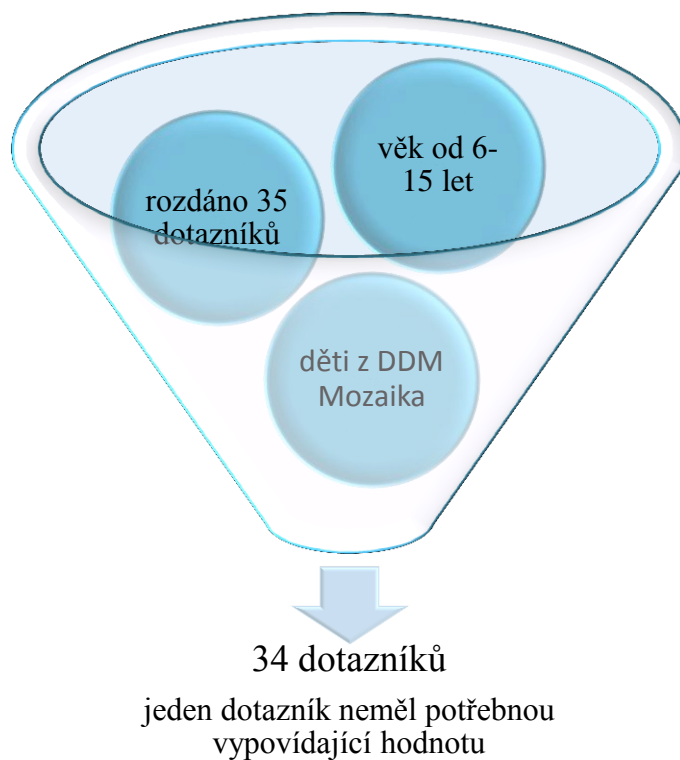 věk od 6-
15 let
rozdáno 35
dotazníků
děti z DDM
Mozaika
34 dotazníků
jeden dotazník neměl potřebnou
vypovídající hodnotu